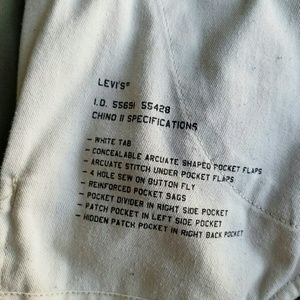 LEVI'S®
I.D. 55691 55428
CHINO II SPECIFICATIONS
- WHITE TAB
- CONCEALABLE ARCUATE SHAPED POCKET FLAPS
- ARCUATE STITCH UNDER POCKET FLAPS
- 4 HOLE SEW ON BUTTON FLY
- REINFORCED POCKET BAGS
- POCKET DIVIDER IN RIGHT SIDE POCKET
- PATCH POCKET IN LEFT SIDE POCKET
- HIDDEN PATCH POCKET IN RIGHT BACK POCKET